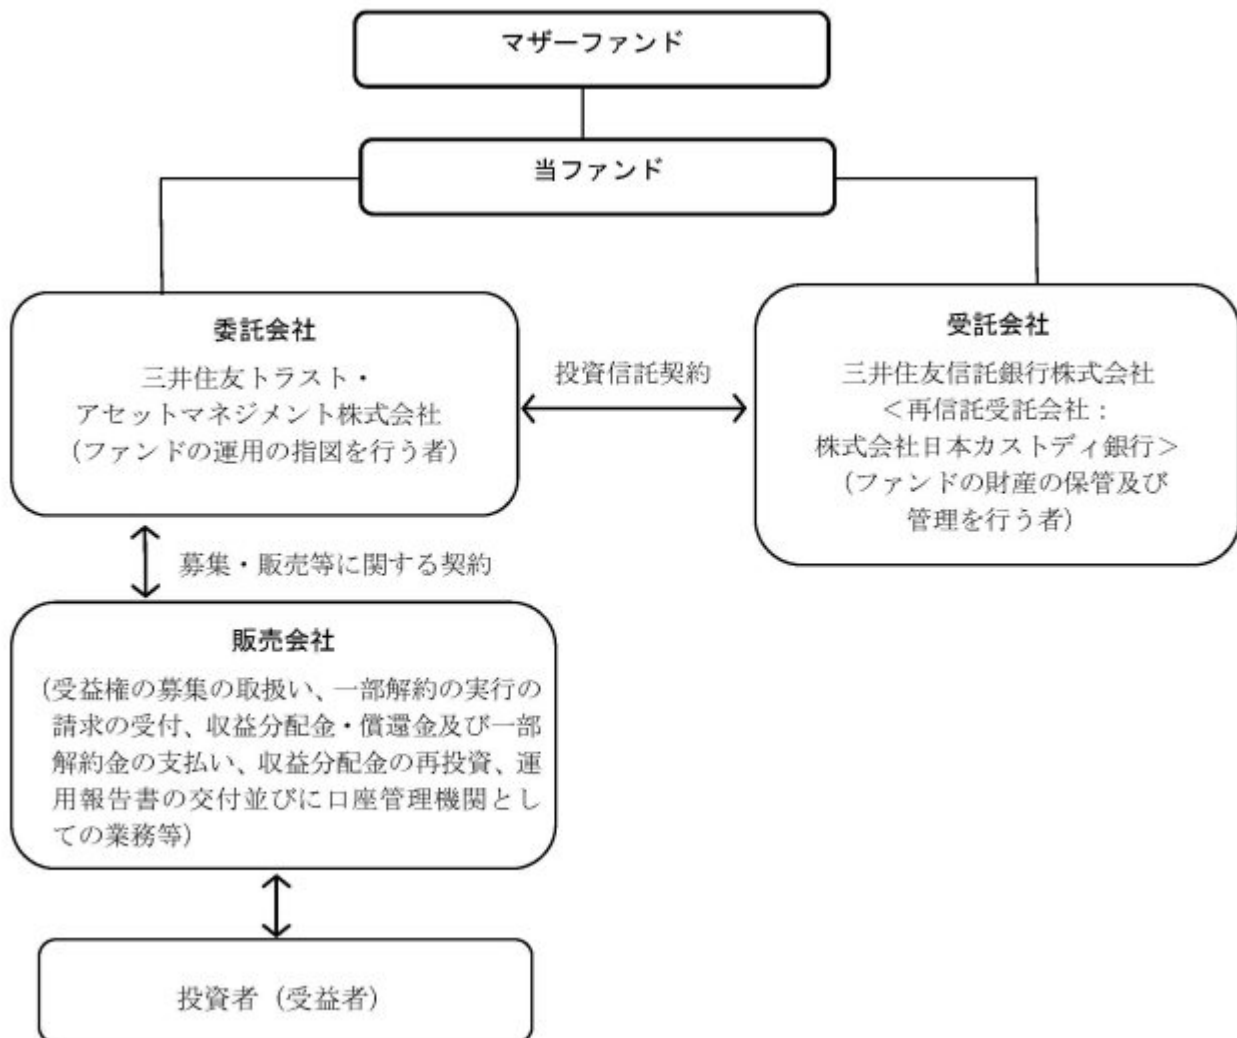 マザーファンド
当ファンド
委託会社
三井住友トラスト・
アセットマネジメント株式会社
（ファンドの運用の指図を行う者）
投資信託契約
受託会社
三井住友信託銀行株式会社
＜再信託受託会社：
株式会社日本カストディ銀行＞
（ファンドの財産の保管及び
管理を行う者）
募集・販売等に関する契約
販売会社
（受益権の募集の取扱い、一部解約の実行の
請求の受付、収益分配金・償還金及び一部
解約金の支払い、収益分配金の再投資、運
用報告書の交付並びに口座管理機関とし
ての業務等）
投資者（受益者）